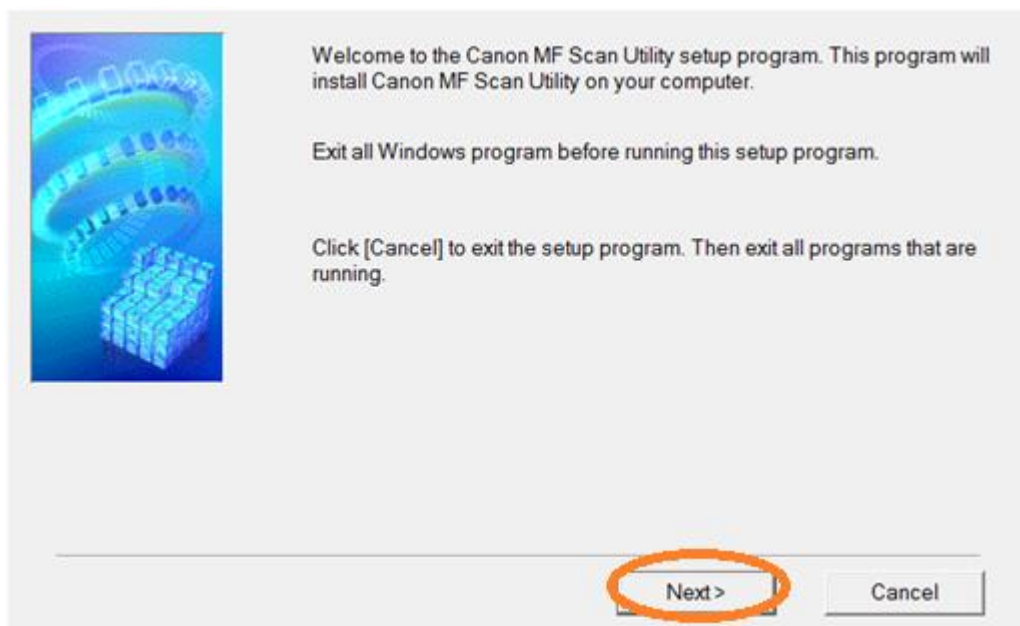 Welcome to the Canon MF Scan Utility setup program. This program will
install Canon MF Scan Utility on your computer.
Exit all Windows program before running this setup program.
Click [Cancel] to exit the setup program. Then exit all programs that are
running.
Next >
Cancel